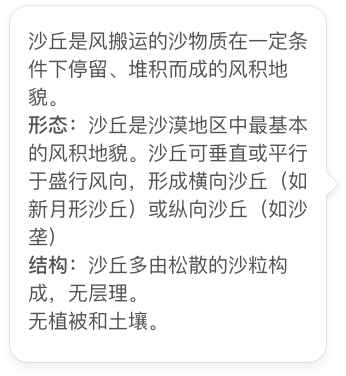 沙丘是风搬运的沙物质在一定条
件下停留、堆积而成的风积地
貌。
形态：沙丘是沙漠地区中最基本
的风积地貌。沙丘可垂直或平行
于盛行风向，形成横向沙丘（如
新月形沙丘）或纵向沙丘（如沙
垄）
结构：沙丘多由松散的沙粒构
成，无层理。
无植被和土壤。